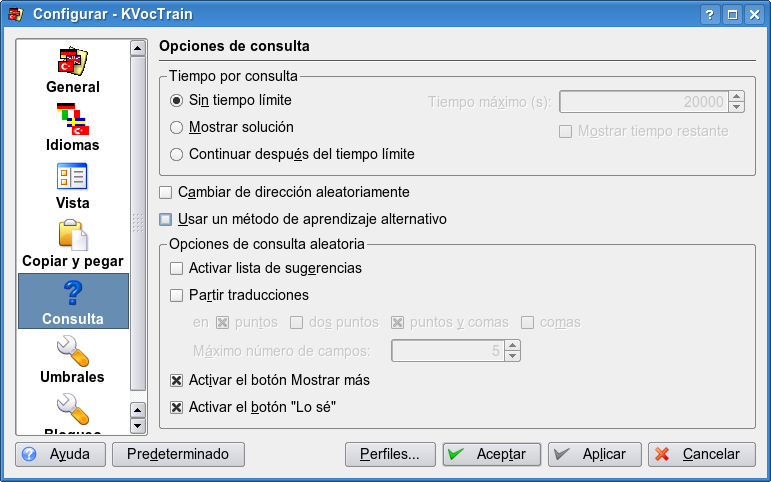 Configurar - KVocTrain
General
Idiomas
Vista
Copiar y pegar
Consulta
Umbrales
Bloqueo
Opciones de consulta
Tiempo por consulta
Sin tiempo límite
Tiempo máximo (s): 20000
Mostrar solución
Mostrar tiempo restante
Continuar después del tiempo límite
Cambiar de dirección aleatoriamente
Usar un método de aprendizaje alternativo
Opciones de consulta aleatoria
Activar lista de sugerencias
Partir traducciones
en puntos dos puntos puntos y comas comas
Máximo número de campos: 5
Activar el botón Mostrar más
Activar el botón "Lo sé"
Ayuda Predeterminado Perfiles... Aceptar Aplicar Cancelar